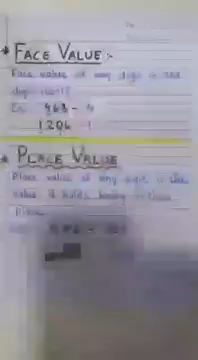 * FACE VALUE :-
Face value of any digit is the
digit itself
Ex. 963 - 9
1206 - 1
* PLACE VALUE
Place value of any digit is the
value it holds being in that
place